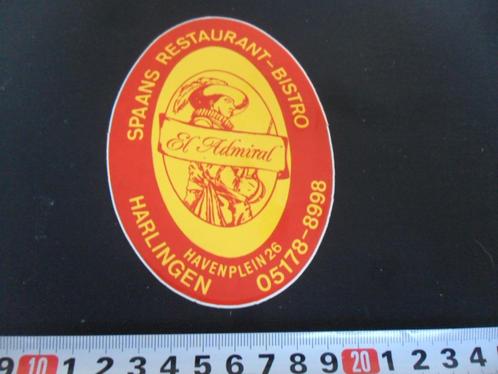 SPAANS RESTAURANT-BISTRO
El Admiral
HAVENPLEIN 26
HARLINGEN 05178-8998
9 10 1 2 3 4 5 6 7 8 9 20 1 2 3 4